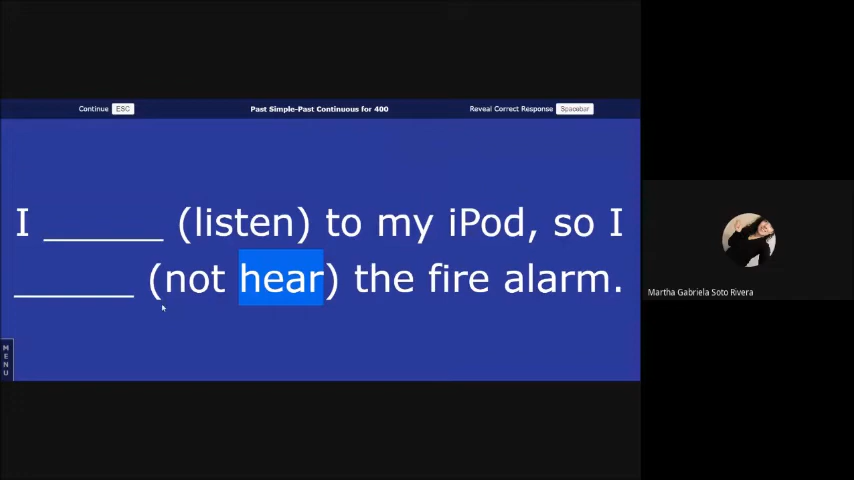 Continue ESC Past Simple-Past Continuous for 400 Reveal Correct Response Spacebar
I ______ (listen) to my iPod, so I
______ (not hear) the fire alarm.
MENU
Martha Gabriela Soto Rivera